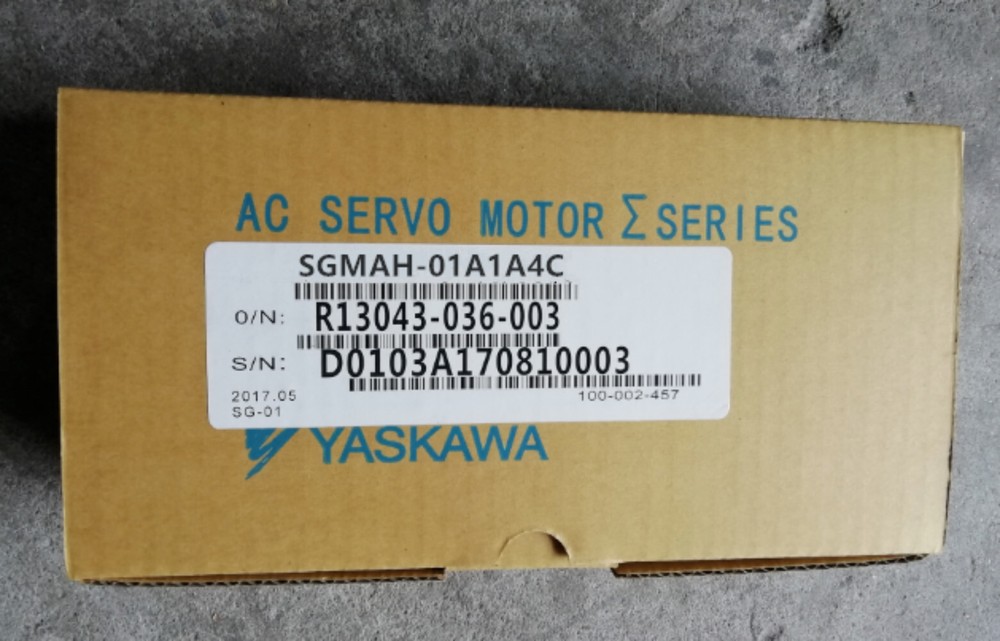 AC SERVO MOTOR Σ SERIES
SGMAH-01A1A4C
O/N: R13043-036-003
S/N: D0103A170810003
2017.05 100-002-457
SG-01
YASKAWA